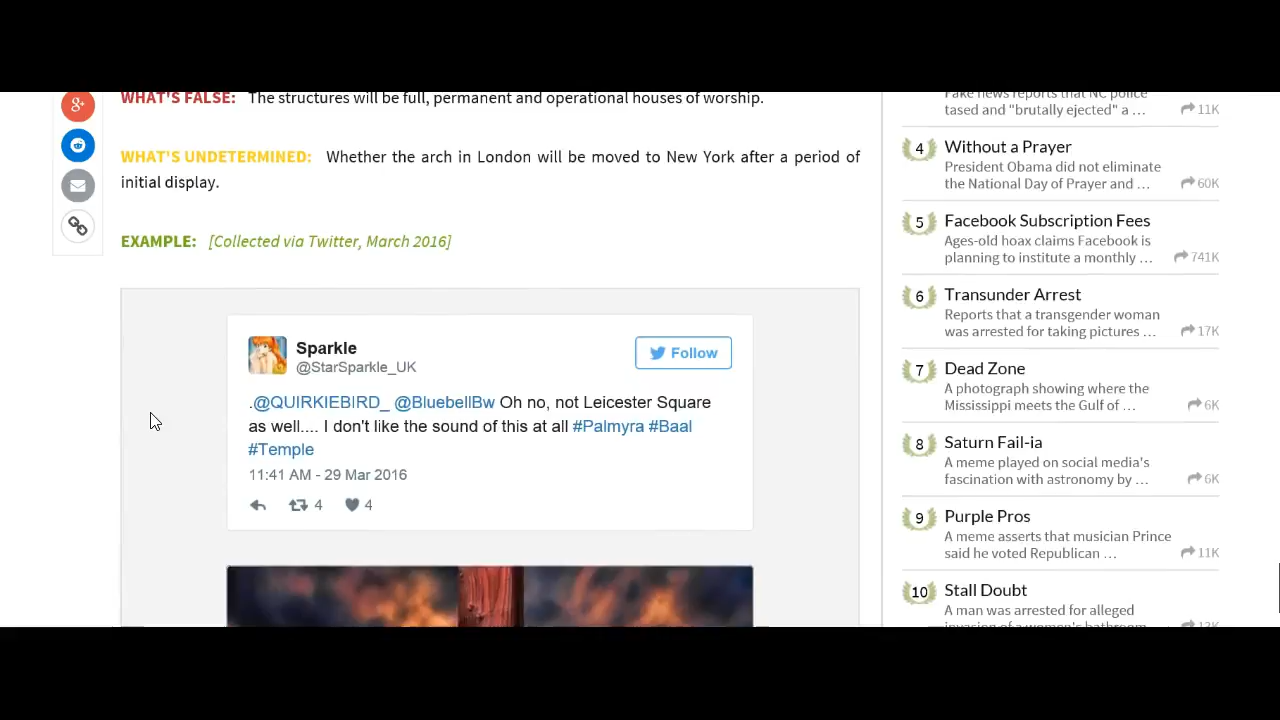 WHAT'S FALSE: The structures will be full, permanent and operational houses of worship.
WHAT'S UNDETERMINED: Whether the arch in London will be moved to New York after a period of
initial display.
EXAMPLE: [Collected via Twitter, March 2016]
Sparkle
@StarSparkle_UK
Follow
.@QUIRKIEBIRD_ @BluebellBw Oh no, not Leicester Square
as well.... I don't like the sound of this at all #Palmyra #Baal
#Temple
11:41 AM - 29 Mar 2016
4 4
g+
Fake news reports that NC police
tased and "brutally ejected" a ... 11K
4 Without a Prayer
President Obama did not eliminate
the National Day of Prayer and ... 60K
5 Facebook Subscription Fees
Ages-old hoax claims Facebook is
planning to institute a monthly ... 741K
6 Transunder Arrest
Reports that a transgender woman
was arrested for taking pictures ... 17K
7 Dead Zone
A photograph showing where the
Mississippi meets the Gulf of ... 6K
8 Saturn Fail-ia
A meme played on social media's
fascination with astronomy by ... 6K
9 Purple Pros
A meme asserts that musician Prince
said he voted Republican ... 11K
10 Stall Doubt
A man was arrested for alleged
invasion of a women's bathroom